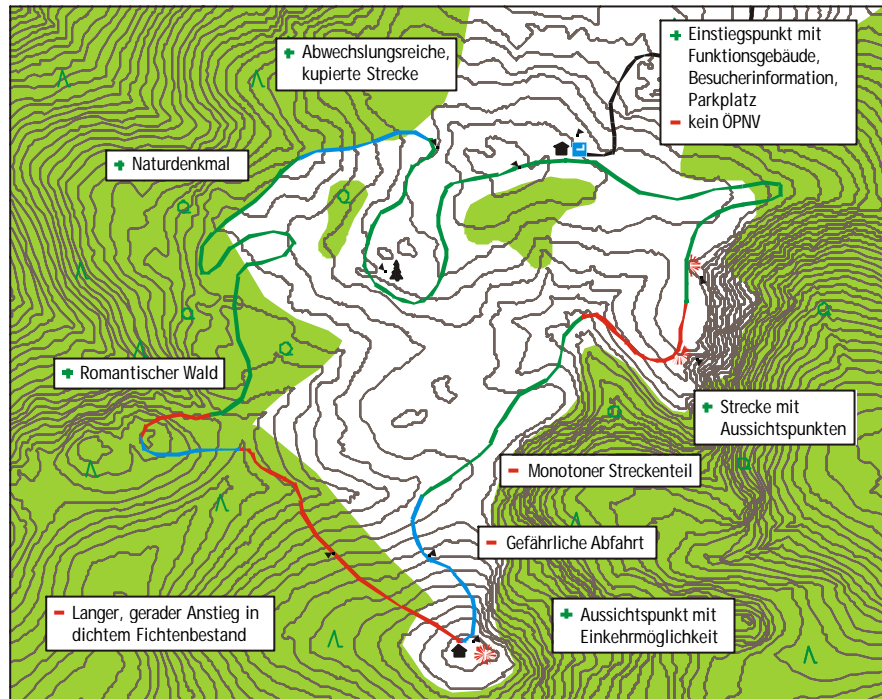 + Abwechslungsreiche,
kupierte Strecke
+ Einstiegspunkt mit
Funktionsgebäude,
Besucherinformation,
Parkplatz
− kein ÖPNV
+ Naturdenkmal
+ Romantischer Wald
+ Strecke mit
Aussichtspunkten
− Monotoner Streckenteil
− Gefährliche Abfahrt
− Langer, gerader Anstieg in
dichtem Fichtenbestand
+ Aussichtspunkt mit
Einkehrmöglichkeit